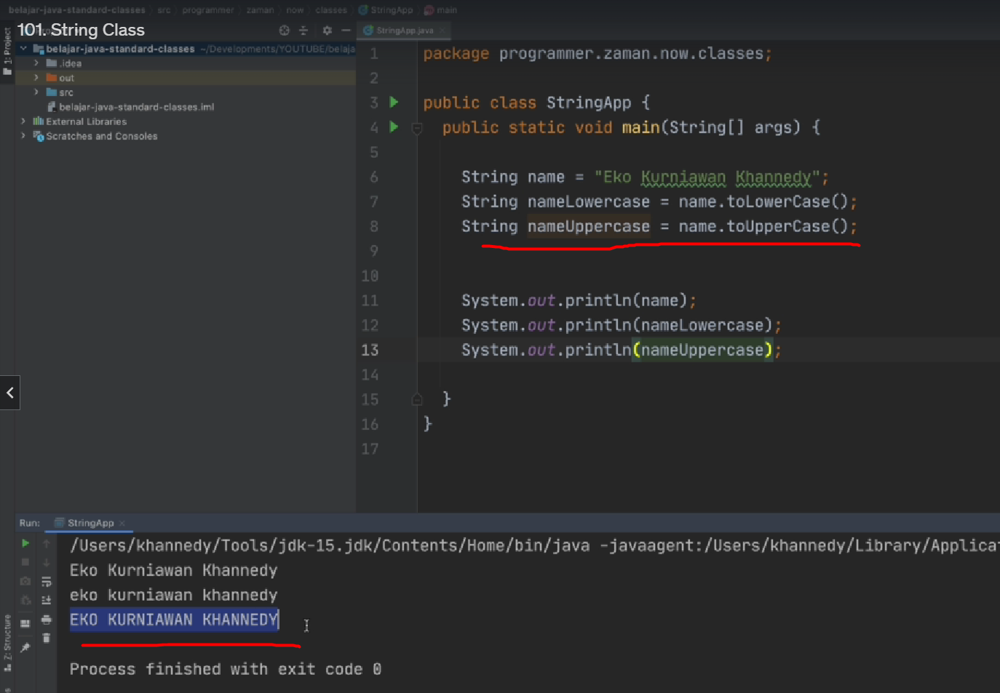 belajar-java-standard-classes src programmer zaman now classes StringApp main
101. String Class
StringApp.java
1: Project
belajar-java-standard-classes ~/Developments/YOUTUBE/belaja
.idea
out
src
belajar-java-standard-classes.iml
External Libraries
Scratches and Consoles
1 package programmer.zaman.now.classes;
2
3 public class StringApp {
4 public static void main(String[] args) {
5
6 String name = "Eko Kurniawan Khannedy";
7 String nameLowercase = name.toLowerCase();
8 String nameUppercase = name.toUpperCase();
9
10
11 System.out.println(name);
12 System.out.println(nameLowercase);
13 System.out.println(nameUppercase);
14
15 }
16 }
17
Run: StringApp
/Users/khannedy/Tools/jdk-15.jdk/Contents/Home/bin/java -javaagent:/Users/khannedy/Library/Applica
Eko Kurniawan Khannedy
eko kurniawan khannedy
EKO KURNIAWAN KHANNEDY
Process finished with exit code 0
Z: Structure